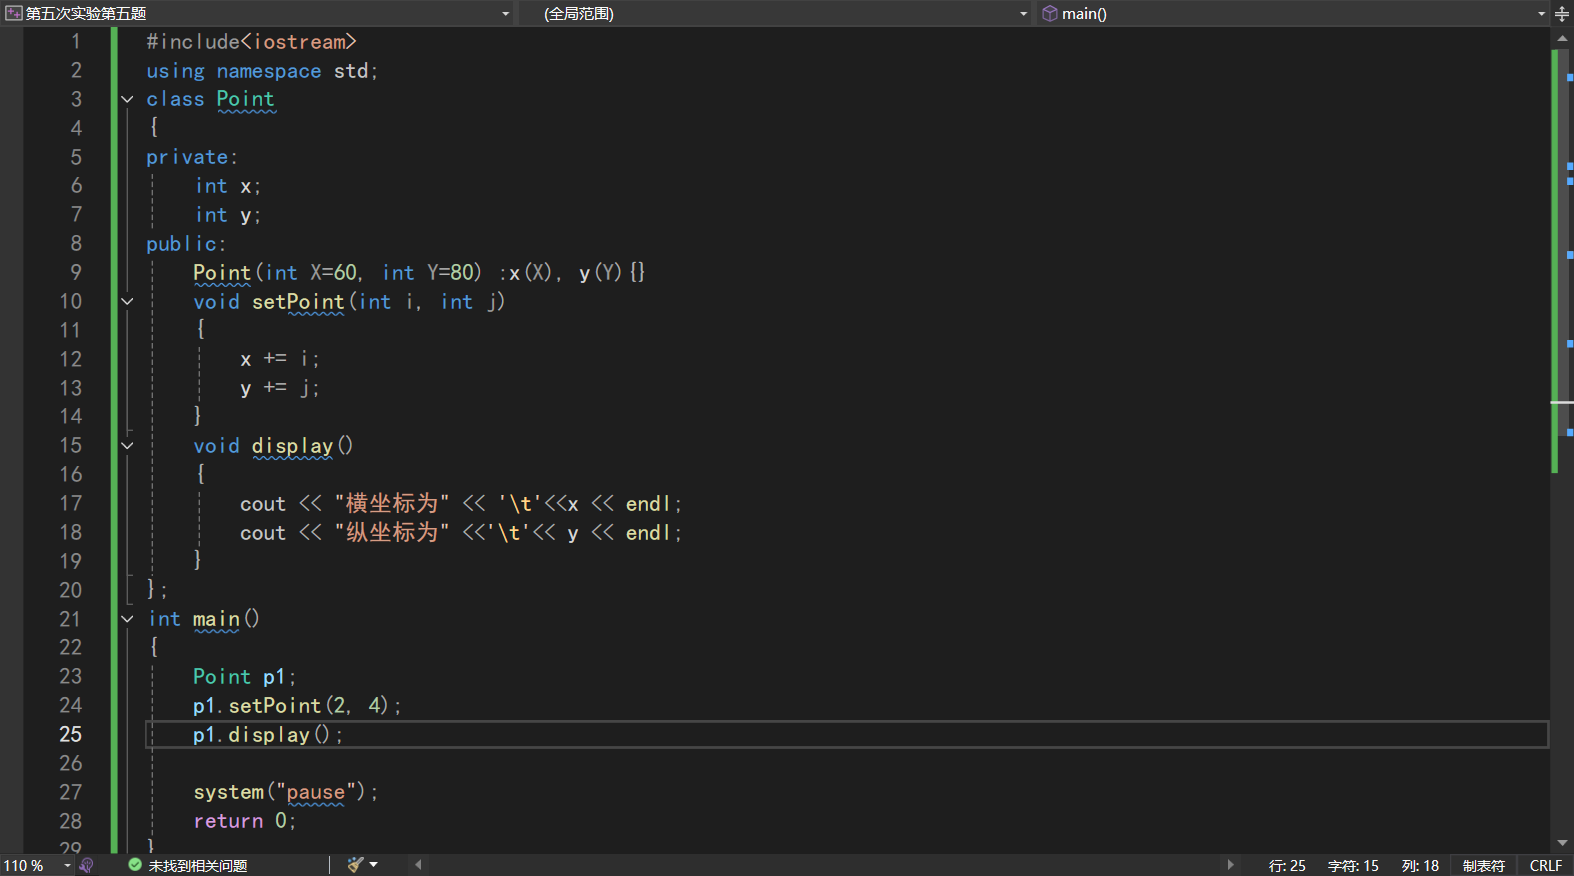 第五次实验第五题 (全局范围) main()
1 #include<iostream>
2 using namespace std;
3 class Point
4 {
5 private:
6 int x;
7 int y;
8 public:
9 Point(int X=60, int Y=80) :x(X), y(Y){}
10 void setPoint(int i, int j)
11 {
12 x += i;
13 y += j;
14 }
15 void display()
16 {
17 cout << "横坐标为" << '\t'<<x << endl;
18 cout << "纵坐标为" <<'\t'<< y << endl;
19 }
20 };
21 int main()
22 {
23 Point p1;
24 p1.setPoint(2, 4);
25 p1.display();
26
27 system("pause");
28 return 0;
29 }
110 % 未找到相关问题 行: 25 字符: 15 列: 18 制表符 CRLF